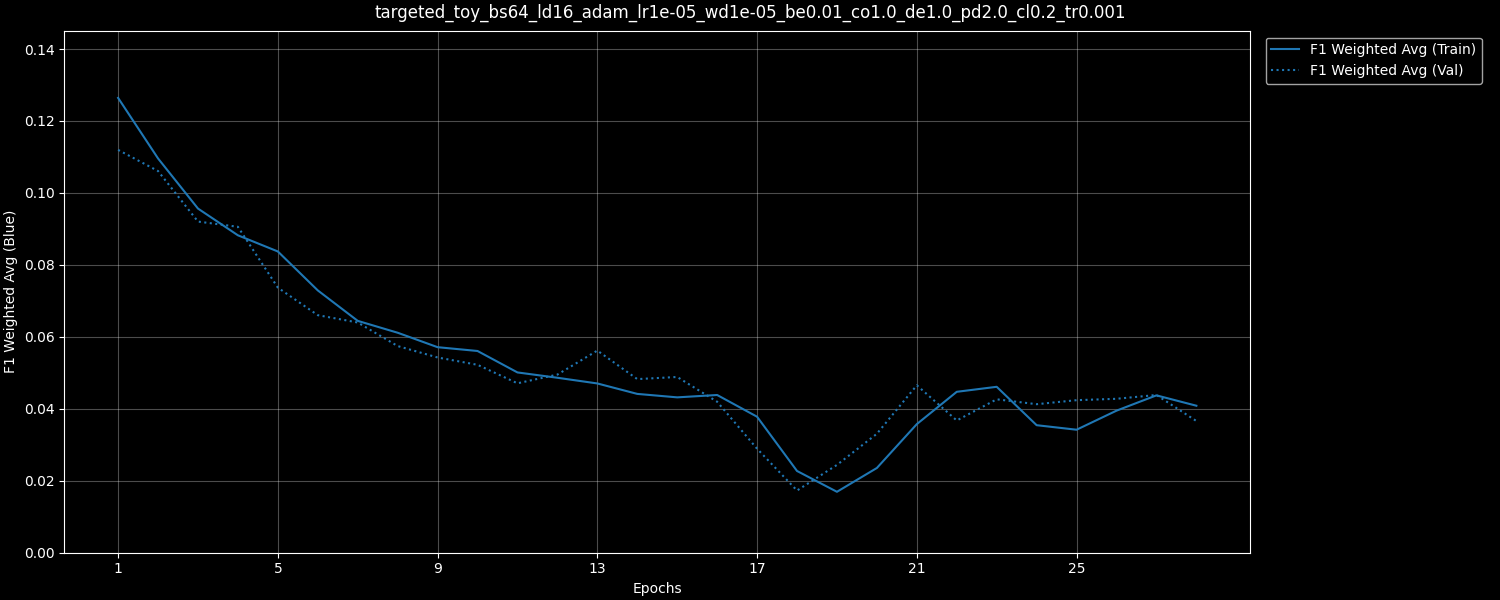 targeted_toy_bs64_ld16_adam_lr1e-05_wd1e-05_be0.01_co1.0_de1.0_pd2.0_cl0.2_tr0.001
F1 Weighted Avg (Train)
F1 Weighted Avg (Val)
F1 Weighted Avg (Blue)
0.14
0.12
0.10
0.08
0.06
0.04
0.02
0.00
1 5 9 13 17 21 25
Epochs